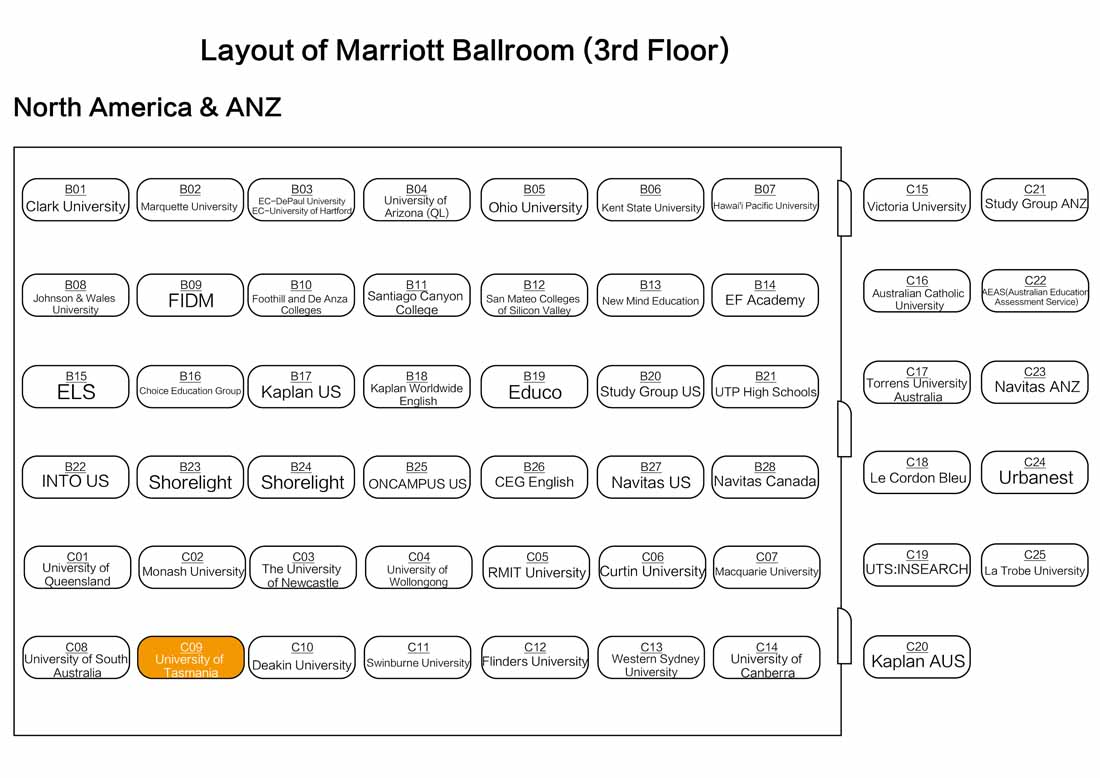 Layout of Marriott Ballroom (3rd Floor)
North America & ANZ
B01
Clark University
B02
Marquette University
B03
EC-DePaul University
EC-University of Hartford
B04
University of
Arizona (QL)
B05
Ohio University
B06
Kent State University
B07
Hawai'i Pacific University
C15
Victoria University
C21
Study Group ANZ
B08
Johnson & Wales
University
B09
FIDM
B10
Foothill and De Anza
Colleges
B11
Santiago Canyon
College
B12
San Mateo Colleges
of Silicon Valley
B13
New Mind Education
B14
EF Academy
C16
Australian Catholic
University
C22
AEAS(Australian Education
Assessment Service)
B15
ELS
B16
Choice Education Group
B17
Kaplan US
B18
Kaplan Worldwide
English
B19
Educo
B20
Study Group US
B21
UTP High Schools
C17
Torrens University
Australia
C23
Navitas ANZ
B22
INTO US
B23
Shorelight
B24
Shorelight
B25
ONCAMPUS US
B26
CEG English
B27
Navitas US
B28
Navitas Canada
C18
Le Cordon Bleu
C24
Urbanest
C01
University of
Queensland
C02
Monash University
C03
The University
of Newcastle
C04
University of
Wollongong
C05
RMIT University
C06
Curtin University
C07
Macquarie University
C19
UTS:INSEARCH
C25
La Trobe University
C08
University of South
Australia
C09
University of
Tasmania
C10
Deakin University
C11
Swinburne University
C12
Flinders University
C13
Western Sydney
University
C14
University of
Canberra
C20
Kaplan AUS